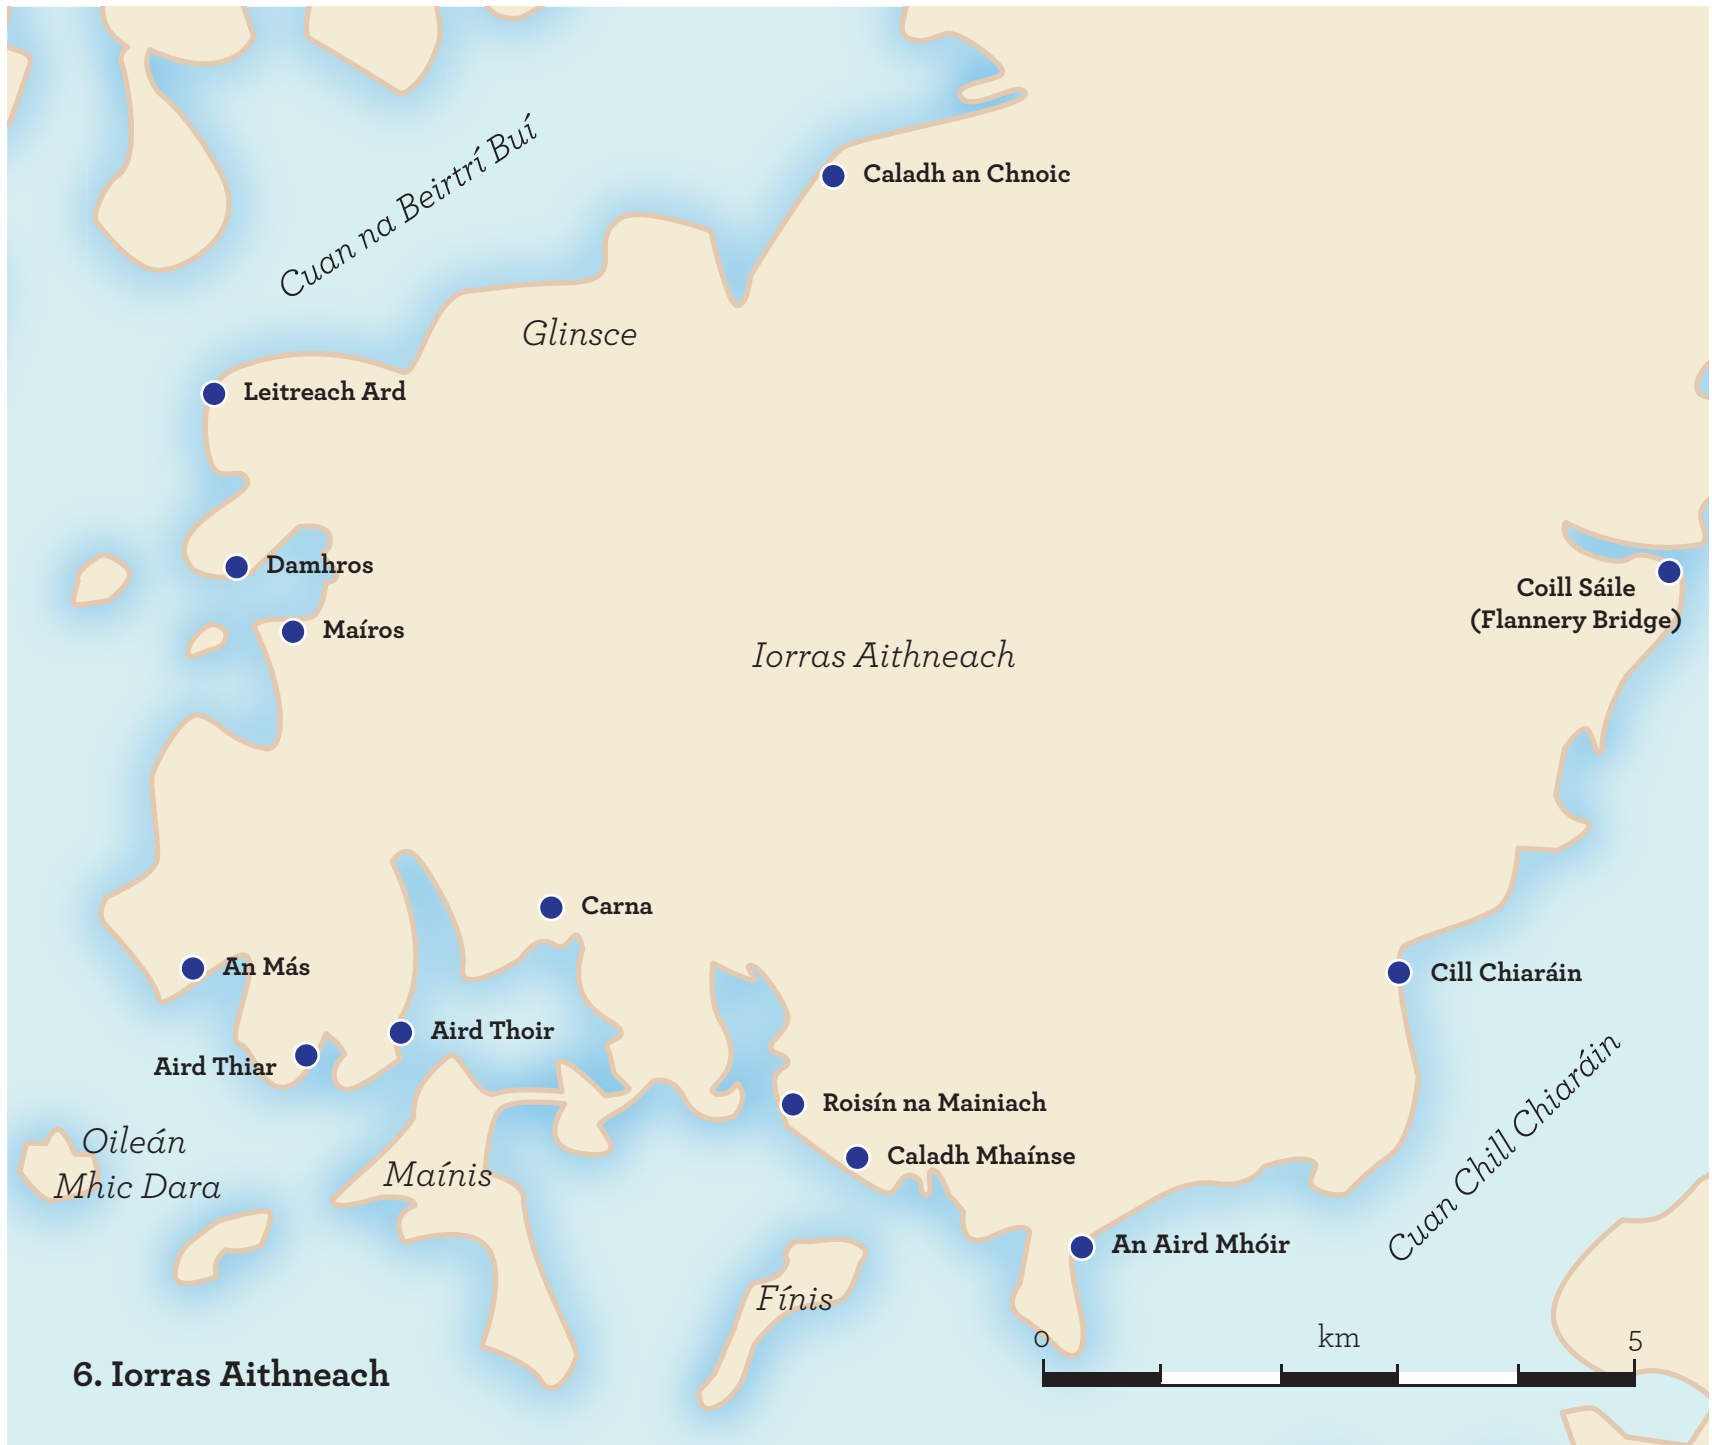 Cuan na Beirtrí Buí
Caladh an Chnoic
Glinsce
Leitreach Ard
Damhros
Coill Sáile
(Flannery Bridge)
Maíros
Iorras Aithneach
Carna
An Más
Cill Chiaráin
Aird Thoir
Aird Thiar
Roisín na Mainiach
Oileán
Mhic Dara
Caladh Mhaínse
Maínis
Cuan Chill Chiaráin
An Aird Mhóir
Fínis
0 km 5
6. Iorras Aithneach